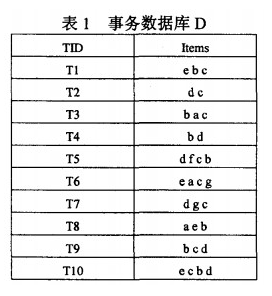 表 1 事务数据库 D
TID Items
T1 e b c
T2 d c
T3 b a c
T4 b d
T5 d f c b
T6 e a c g
T7 d g c
T8 a e b
T9 b c d
T10 e c b d